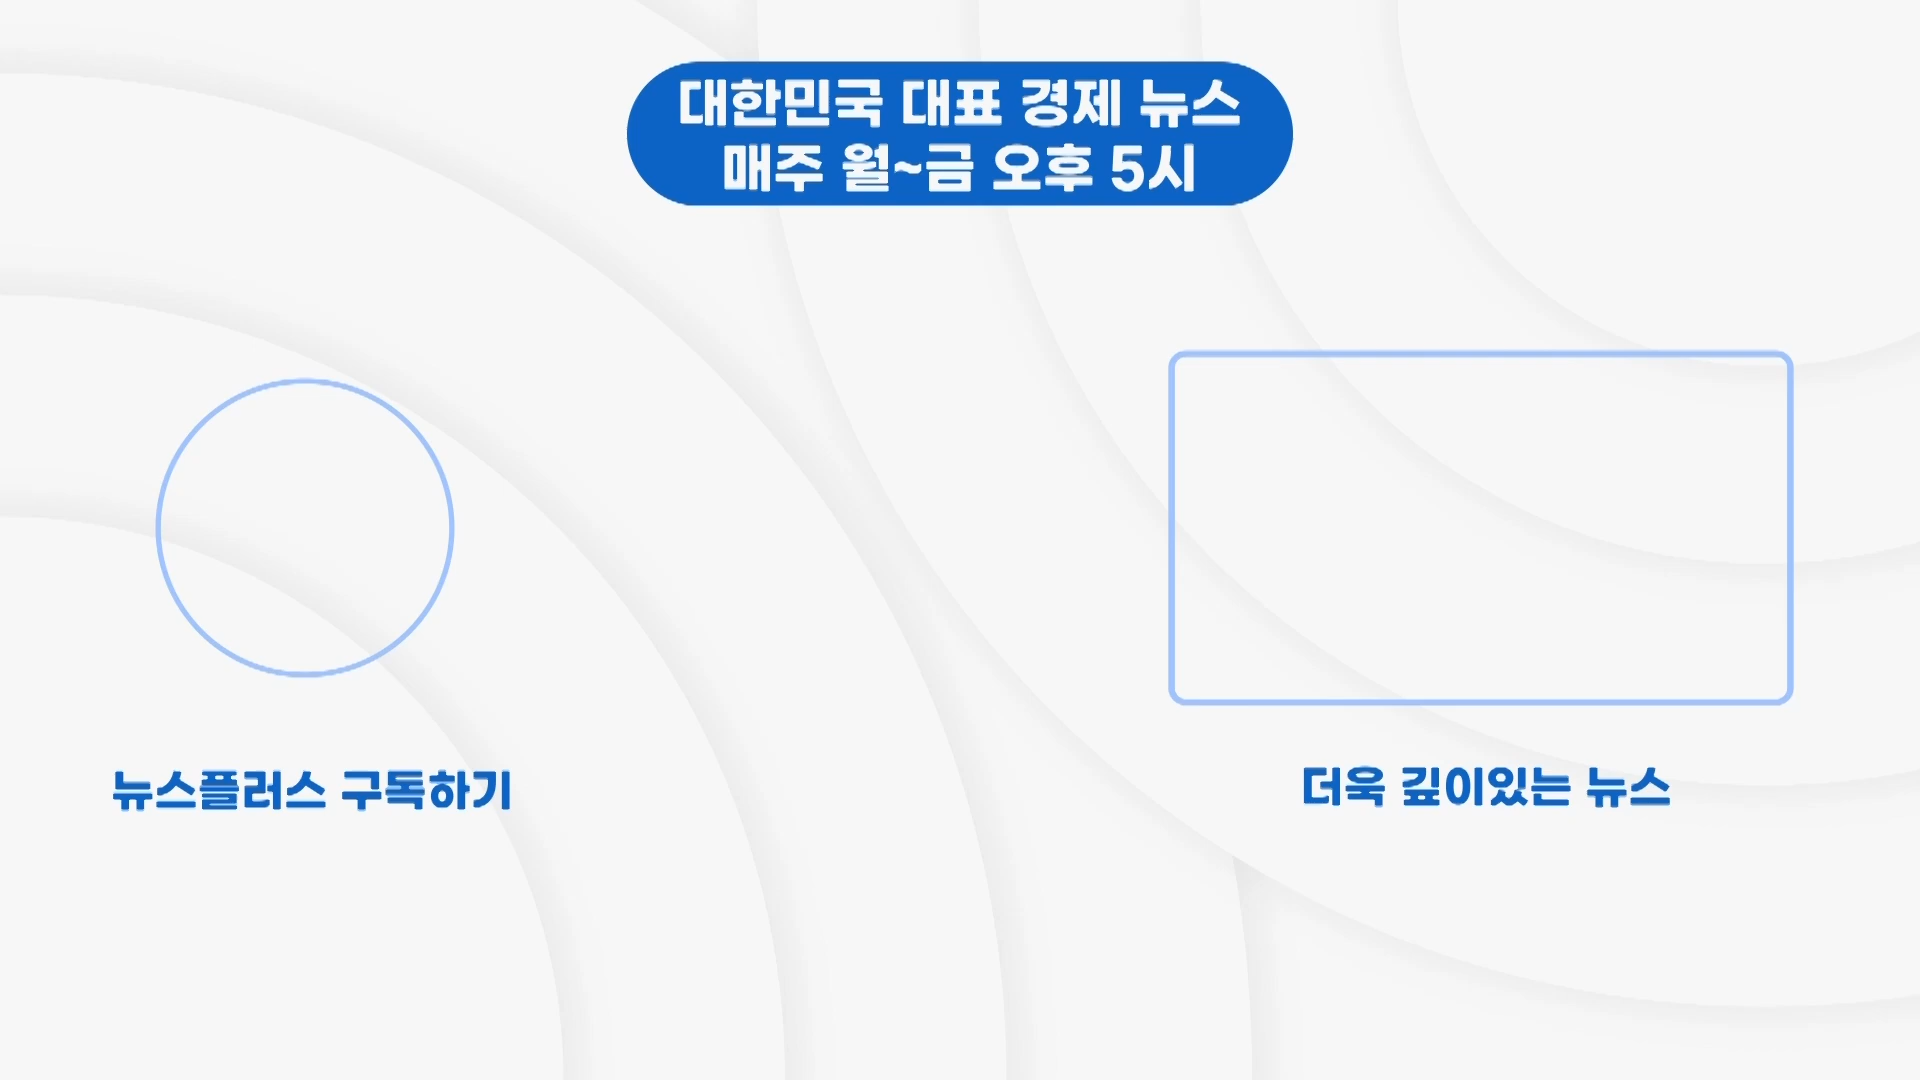 대한민국 대표 경제 뉴스
매주 월~금 오후 5시
뉴스플러스 구독하기
더욱 깊이있는 뉴스